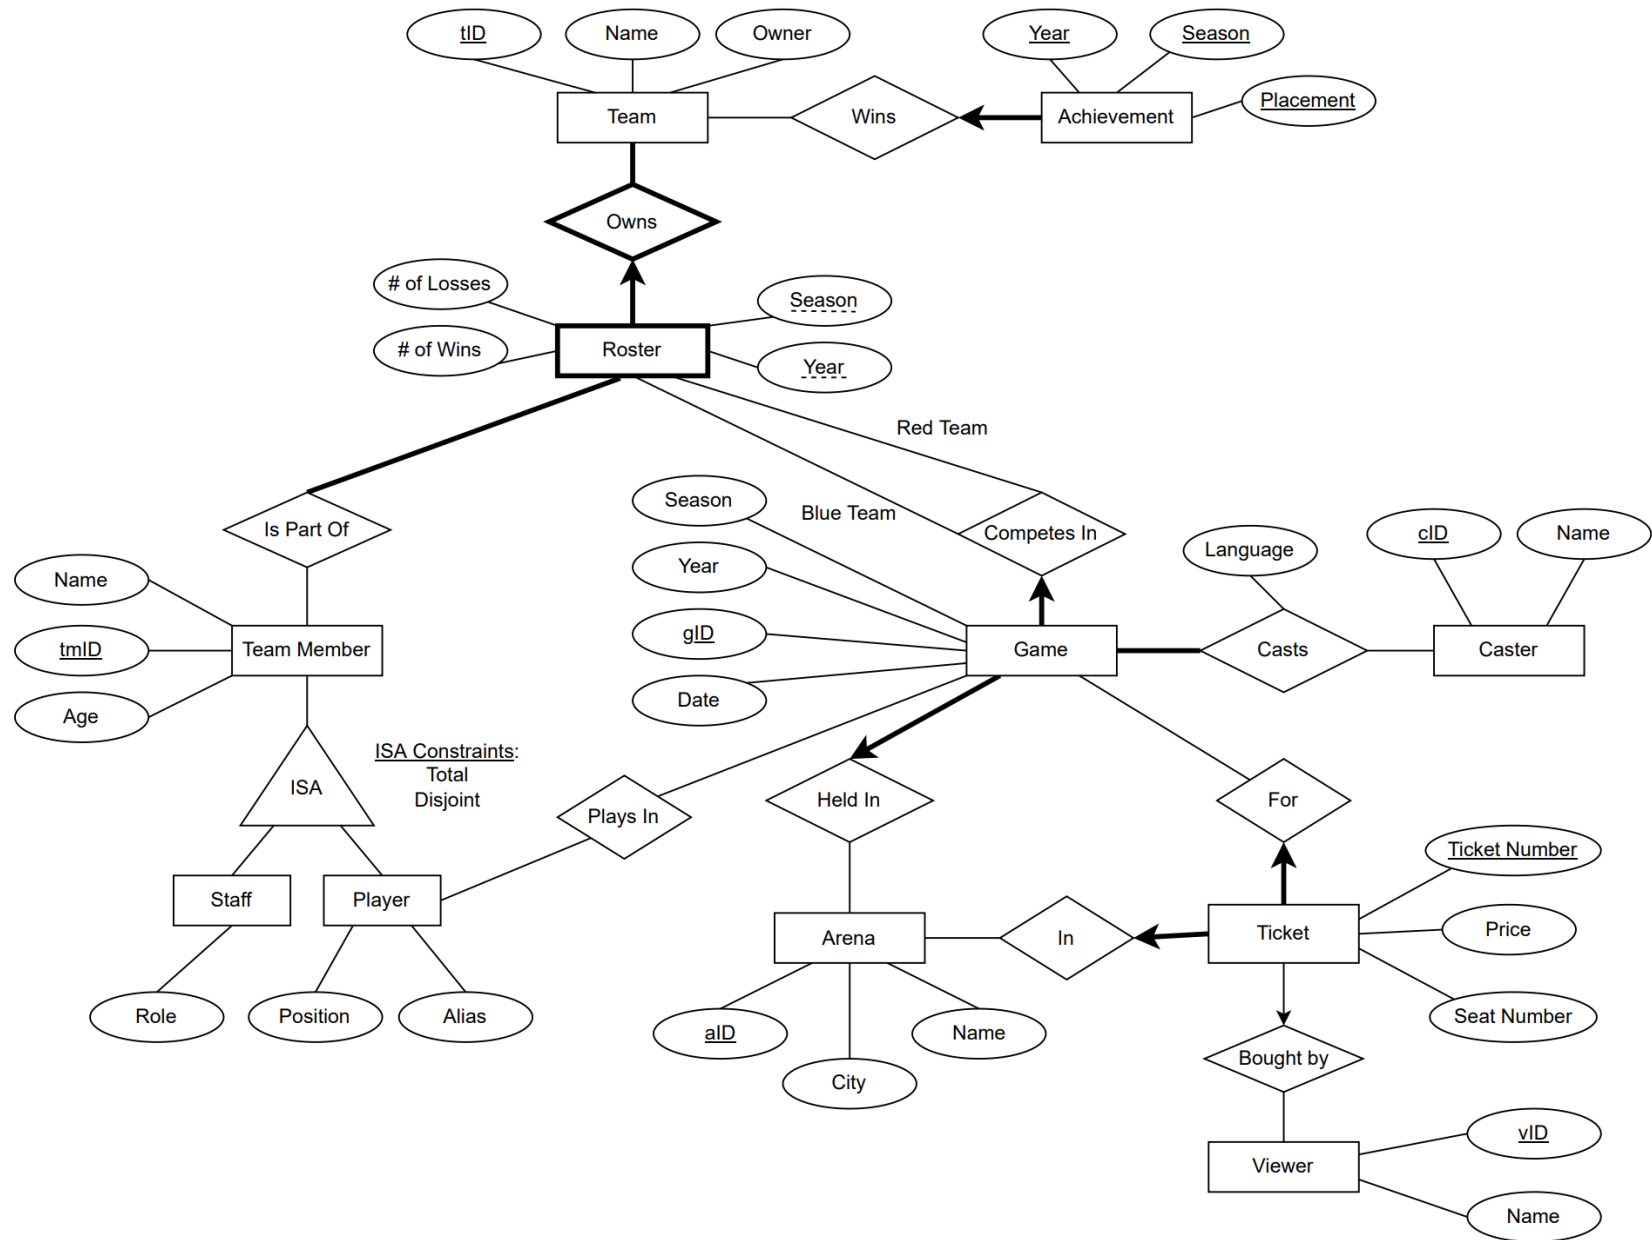 tID
Name
Owner
Year
Season
Team
Wins
Achievement
Placement
Owns
# of Losses
Season
# of Wins
Roster
Year
Red Team
Season
Blue Team
Is Part Of
Competes In
Language
cID
Name
Name
Year
tmID
Team Member
gID
Game
Casts
Caster
Age
Date
ISA Constraints:
Total
Disjoint
ISA
Plays In
Held In
For
Ticket Number
Staff
Player
Arena
In
Ticket
Price
Role
Position
Alias
aID
Name
Seat Number
City
Bought by
vID
Viewer
Name